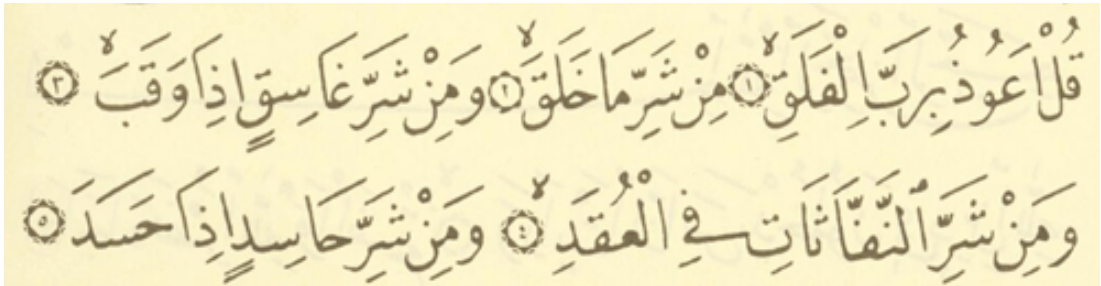 قُلْ اَعُوذُ بِرَبِّ الْفَلَقِۙ ﴿١﴾ مِنْ شَرِّ مَا خَلَقَۙ ﴿٢﴾ وَمِنْ شَرِّ غَاسِقٍ اِذَا وَقَبَۙ ﴿٣﴾
وَمِنْ شَرِّ النَّفَّاثَاتِ فِي الْعُقَدِۙ ﴿٤﴾ وَمِنْ شَرِّ حَاسِدٍ اِذَا حَسَدَ ﴿٥﴾